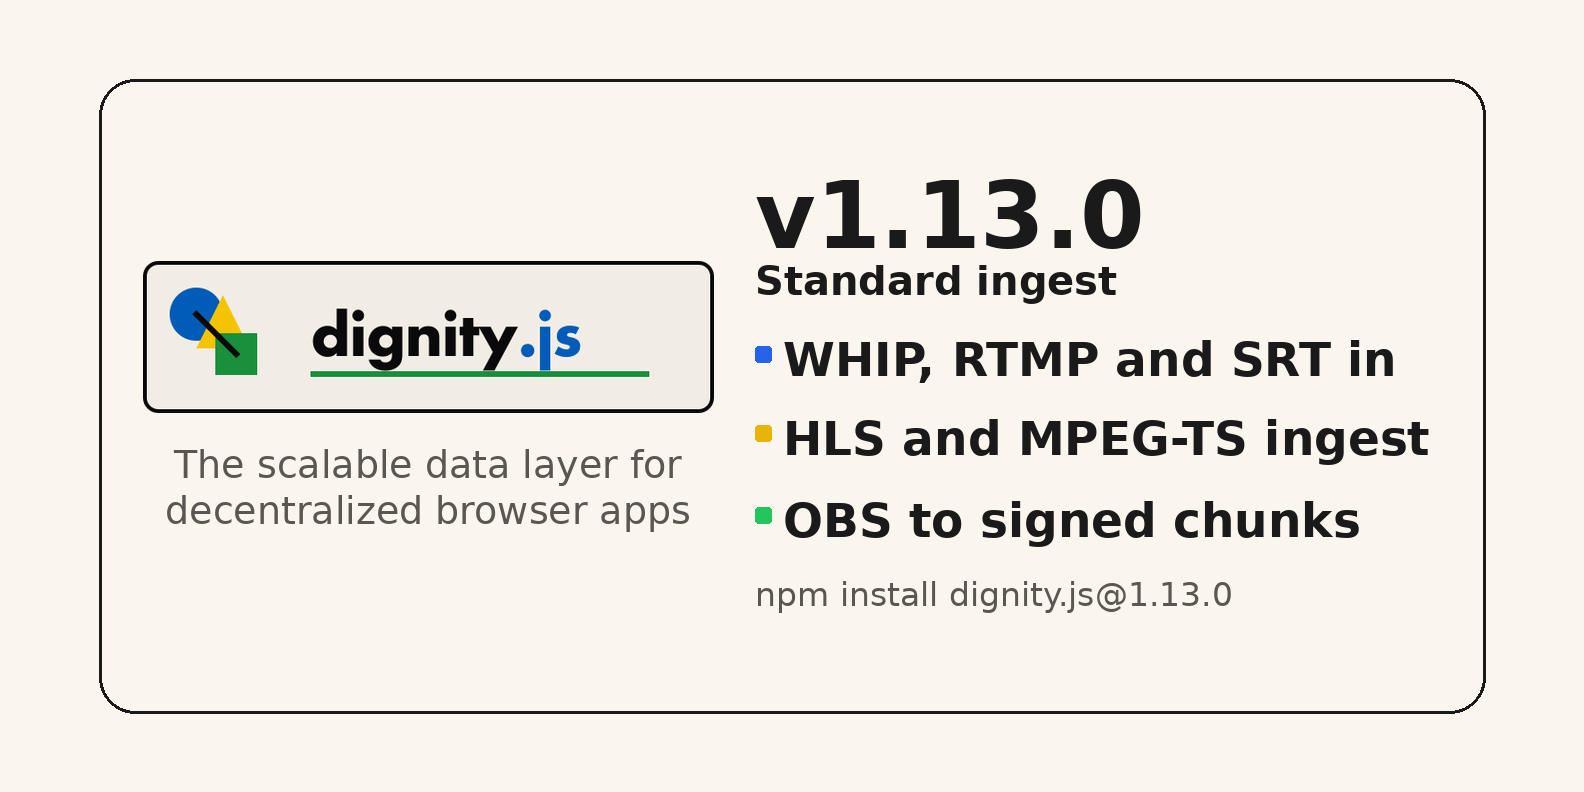 dignity.js
The scalable data layer for
decentralized browser apps
v1.13.0
Standard ingest
WHIP, RTMP and SRT in
HLS and MPEG-TS ingest
OBS to signed chunks
npm install dignity.js@1.13.0